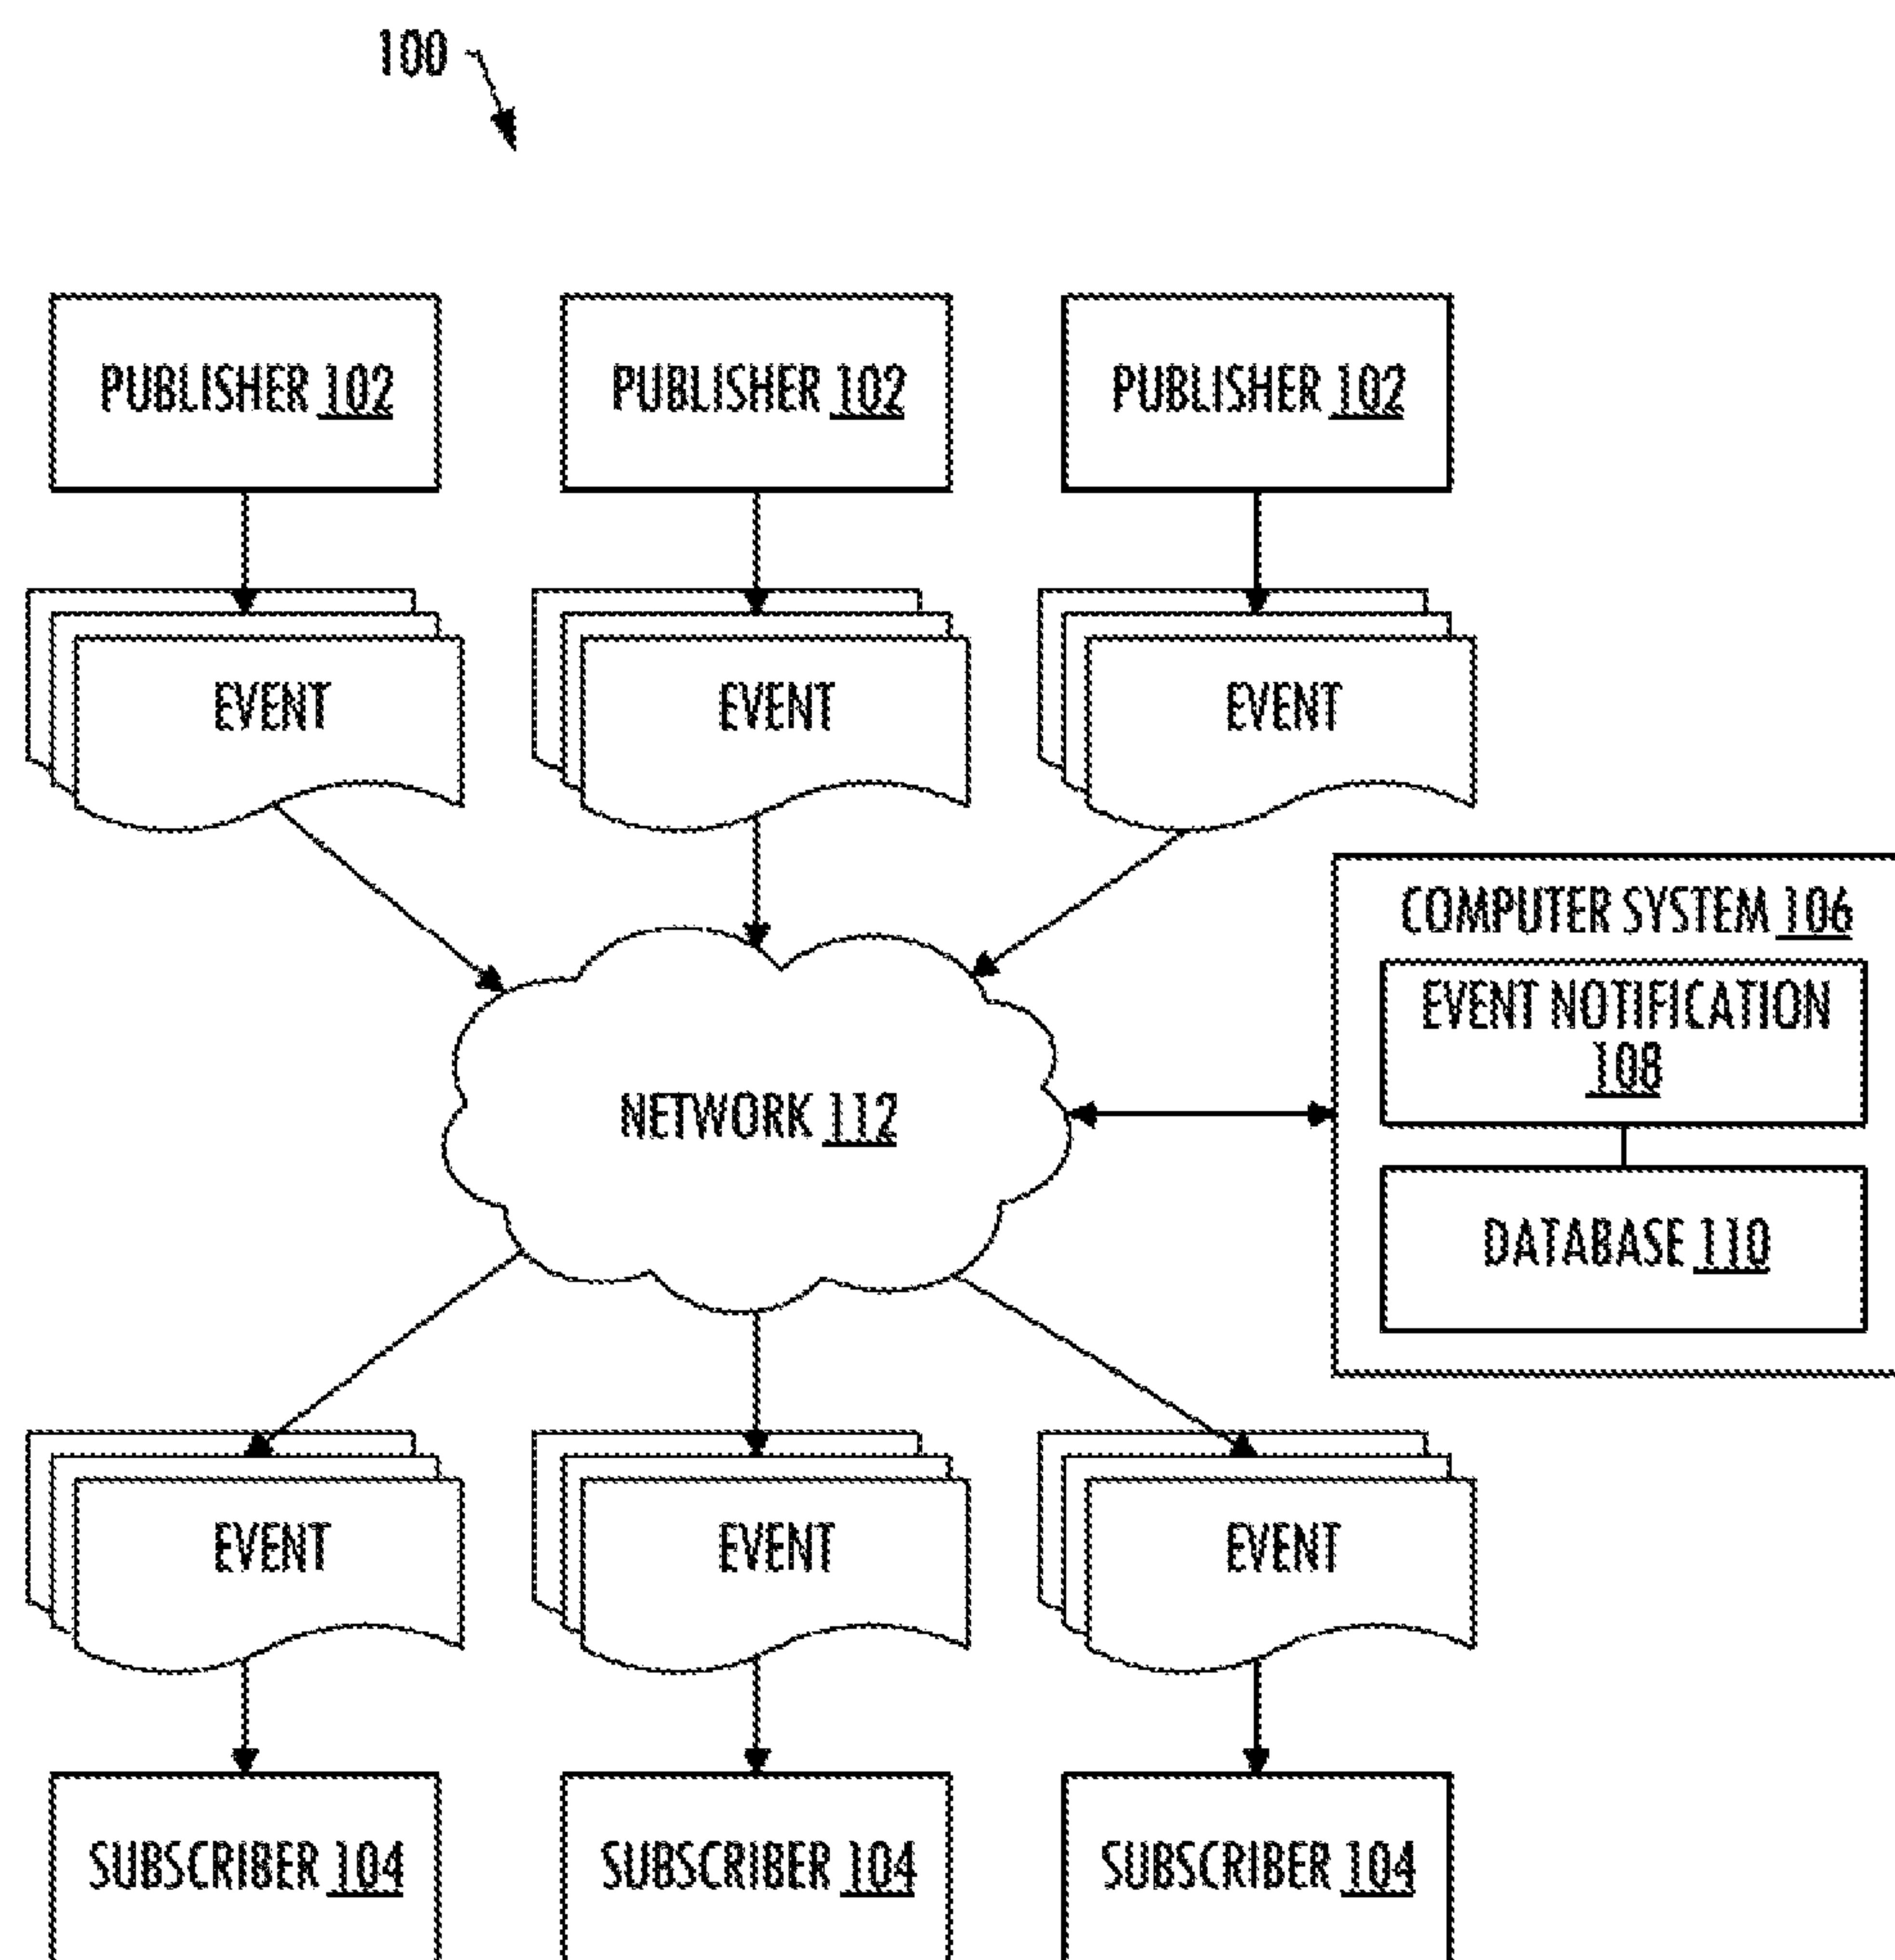 100
PUBLISHER 102
PUBLISHER 102
PUBLISHER 102
EVENT
EVENT
EVENT
COMPUTER SYSTEM 106
EVENT NOTIFICATION
108
NETWORK 112
DATABASE 110
EVENT
EVENT
EVENT
SUBSCRIBER 104
SUBSCRIBER 104
SUBSCRIBER 104